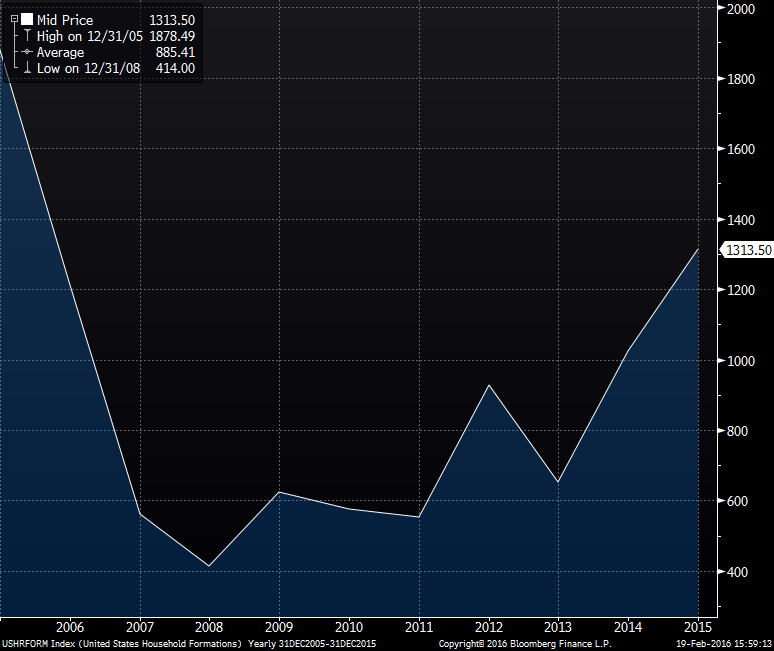 Mid Price 1313.50
High on 12/31/05 1878.49
Average 885.41
Low on 12/31/08 414.00
2000
1800
1600
1400
1313.50
1200
1000
800
600
400
2006 2007 2008 2009 2010 2011 2012 2013 2014 2015
USHRFORM Index (United States Household Formations) Yearly 31DEC2005-31DEC2015 Copyright© 2016 Bloomberg Finance L.P. 19-Feb-2016 15:59:13